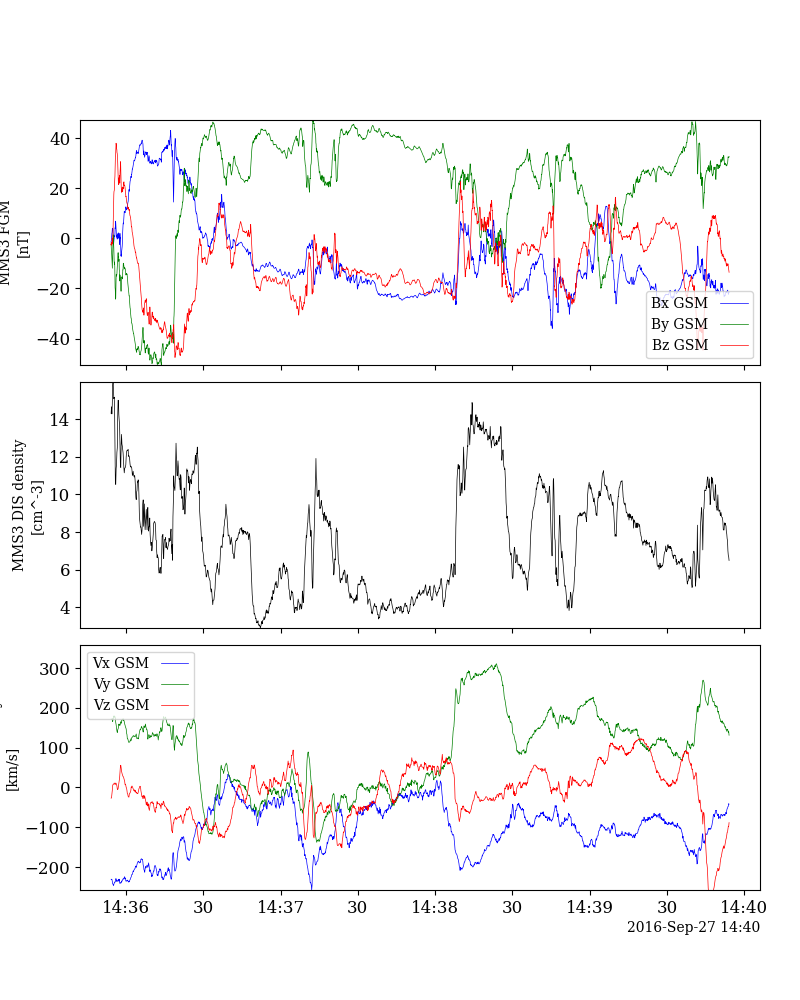 MMS3 FGM
[nT]
40
20
0
−20
−40
Bx GSM
By GSM
Bz GSM
MMS3 DIS density
[cm^-3]
14
12
10
8
6
4
[km/s]
300
200
100
0
−100
−200
Vx GSM
Vy GSM
Vz GSM
14:36 30 14:37 30 14:38 30 14:39 30 14:40
2016-Sep-27 14:40